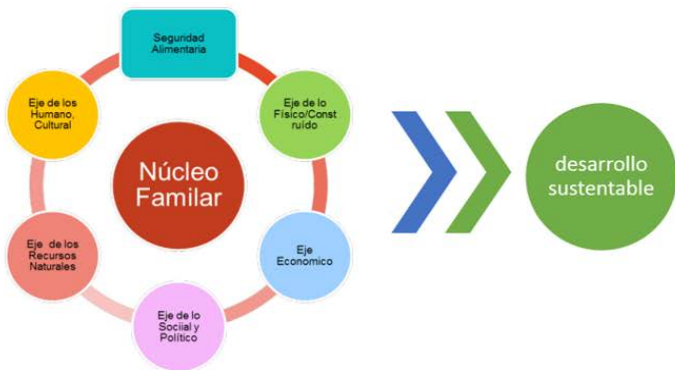 Seguridad
Alimentaria
Eje de lo
Físico/Const
ruído
Eje
Economico
Eje de lo
Sociial y
Político
Eje de los
Recursos
Naturales
Eje de los
Humano,
Cultural
Núcleo
Familar
desarrollo
sustentable